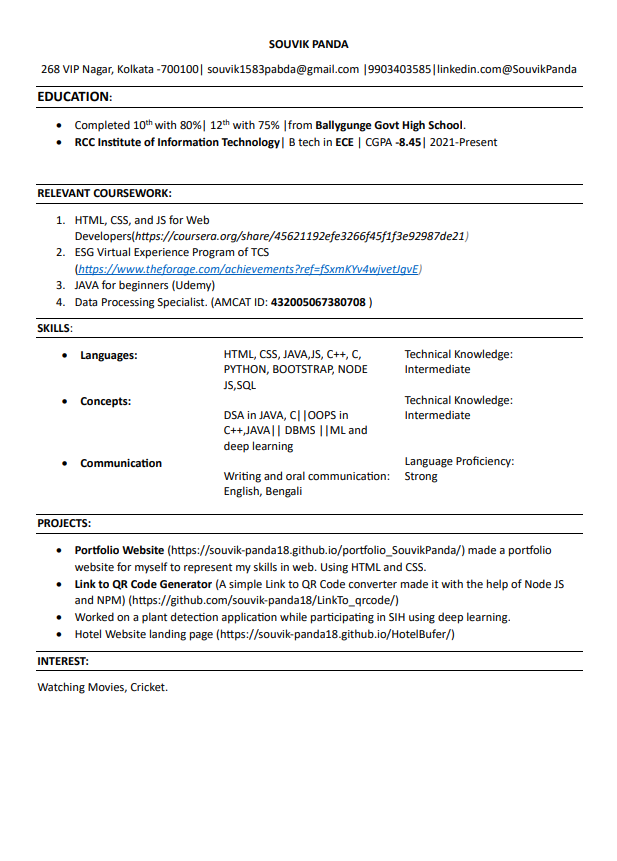 SOUVIK PANDA
268 VIP Nagar, Kolkata -700100| souvik1583pabda@gmail.com |9903403585|linkedin.com@SouvikPanda
EDUCATION:
• Completed 10th with 80%| 12th with 75% |from Ballygunge Govt High School.
• RCC Institute of Information Technology| B tech in ECE | CGPA -8.45| 2021-Present
RELEVANT COURSEWORK:
1. HTML, CSS, and JS for Web
Developers(https://coursera.org/share/45621192efe3266f45f1f3e92987de21)
2. ESG Virtual Experience Program of TCS
(https://www.theforage.com/achievements?ref=fSxmKYv4wjvetJgvE)
3. JAVA for beginners (Udemy)
4. Data Processing Specialist. (AMCAT ID: 432005067380708 )
SKILLS:
• Languages:
HTML, CSS, JAVA,JS, C++, C,
PYTHON, BOOTSTRAP, NODE
JS,SQL
Technical Knowledge:
Intermediate
• Concepts:
DSA in JAVA, C||OOPS in
C++,JAVA|| DBMS ||ML and
deep learning
Technical Knowledge:
Intermediate
• Communication
Writing and oral communication:
English, Bengali
Language Proficiency:
Strong
PROJECTS:
• Portfolio Website (https://souvik-panda18.github.io/portfolio_SouvikPanda/) made a portfolio
website for myself to represent my skills in web. Using HTML and CSS.
• Link to QR Code Generator (A simple Link to QR Code converter made it with the help of Node JS
and NPM) (https://github.com/souvik-panda18/LinkTo_qrcode/)
• Worked on a plant detection application while participating in SIH using deep learning.
• Hotel Website landing page (https://souvik-panda18.github.io/HotelBufer/)
INTEREST:
Watching Movies, Cricket.